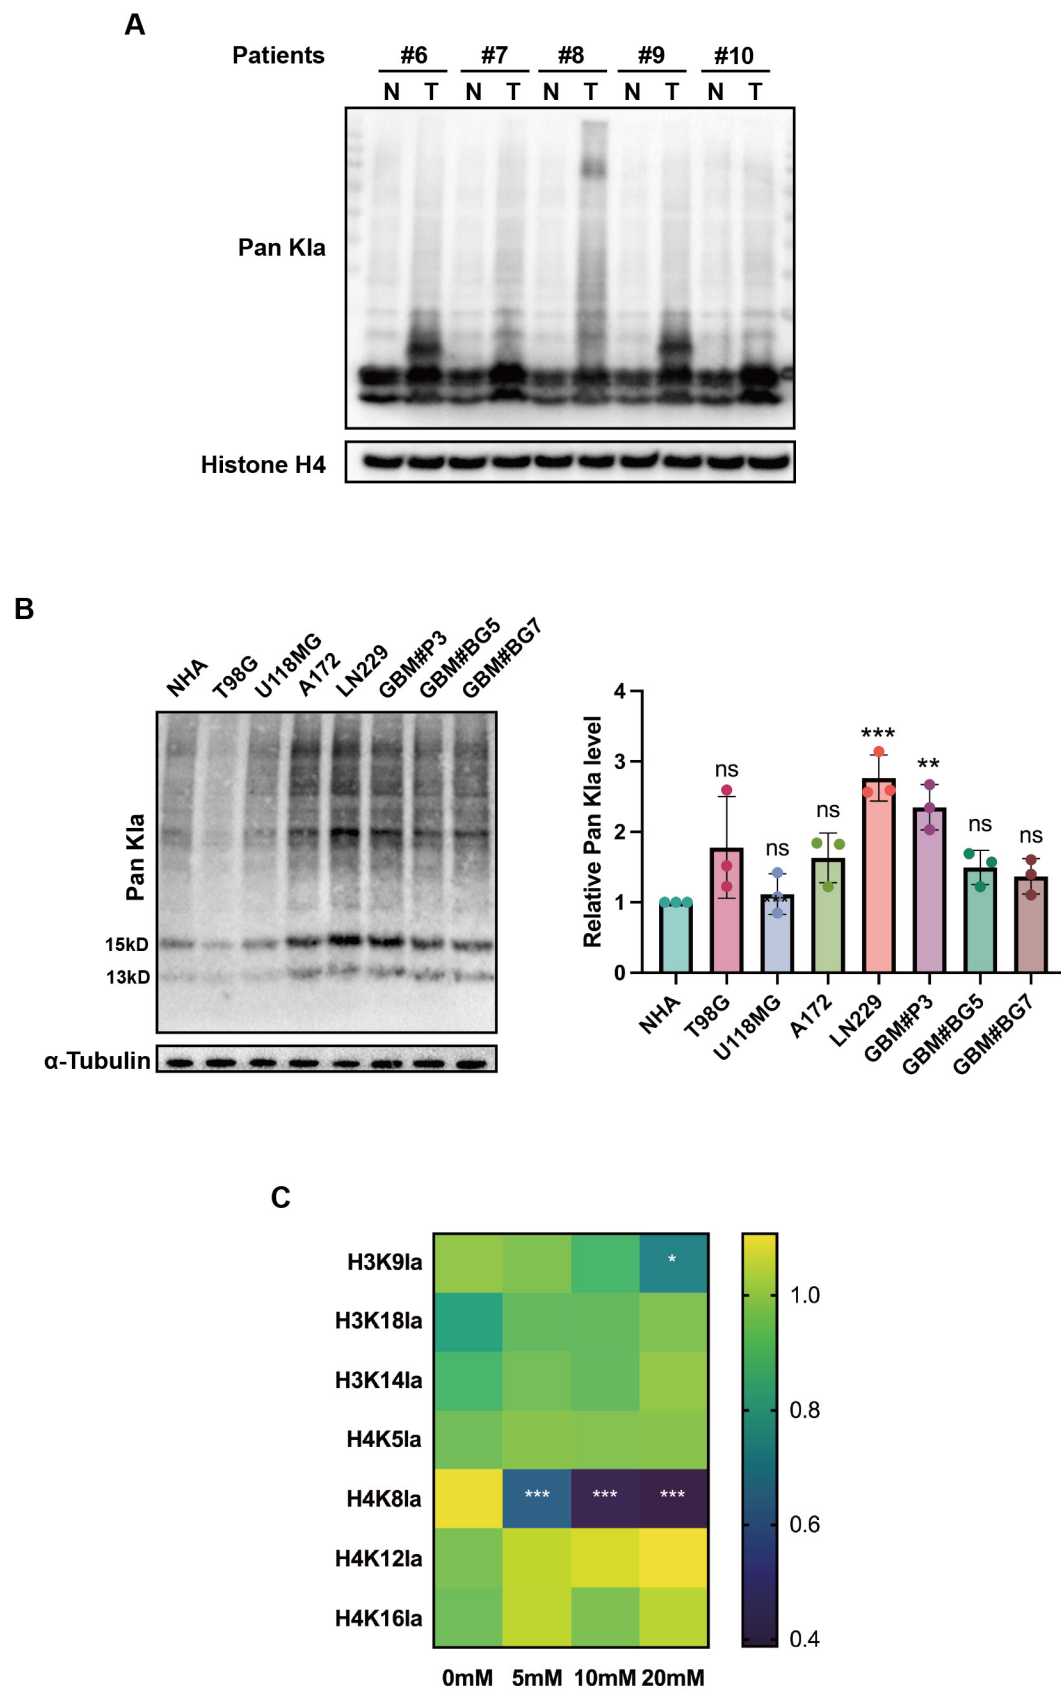 A
Patients #6 #7 #8 #9 #10
N T N T N T N T N T
Pan Kla
Histone H4
B
NHA T98G U118MG A172 LN229 GBM#P3 GBM#BG5 GBM#BG7
Pan Kla
15kD
13kD
α-Tubulin
Relative Pan Kla level
4
3
2
1
0
ns ns ns *** ** ns ns
***
NHA T98G U118MG A172 LN229 GBM#P3 GBM#BG5 GBM#BG7
C
H3K9la *
H3K18la
H3K14la
H4K5la
H4K8la *** *** ***
H4K12la
H4K16la
0mM 5mM 10mM 20mM
1.0
0.8
0.6
0.4